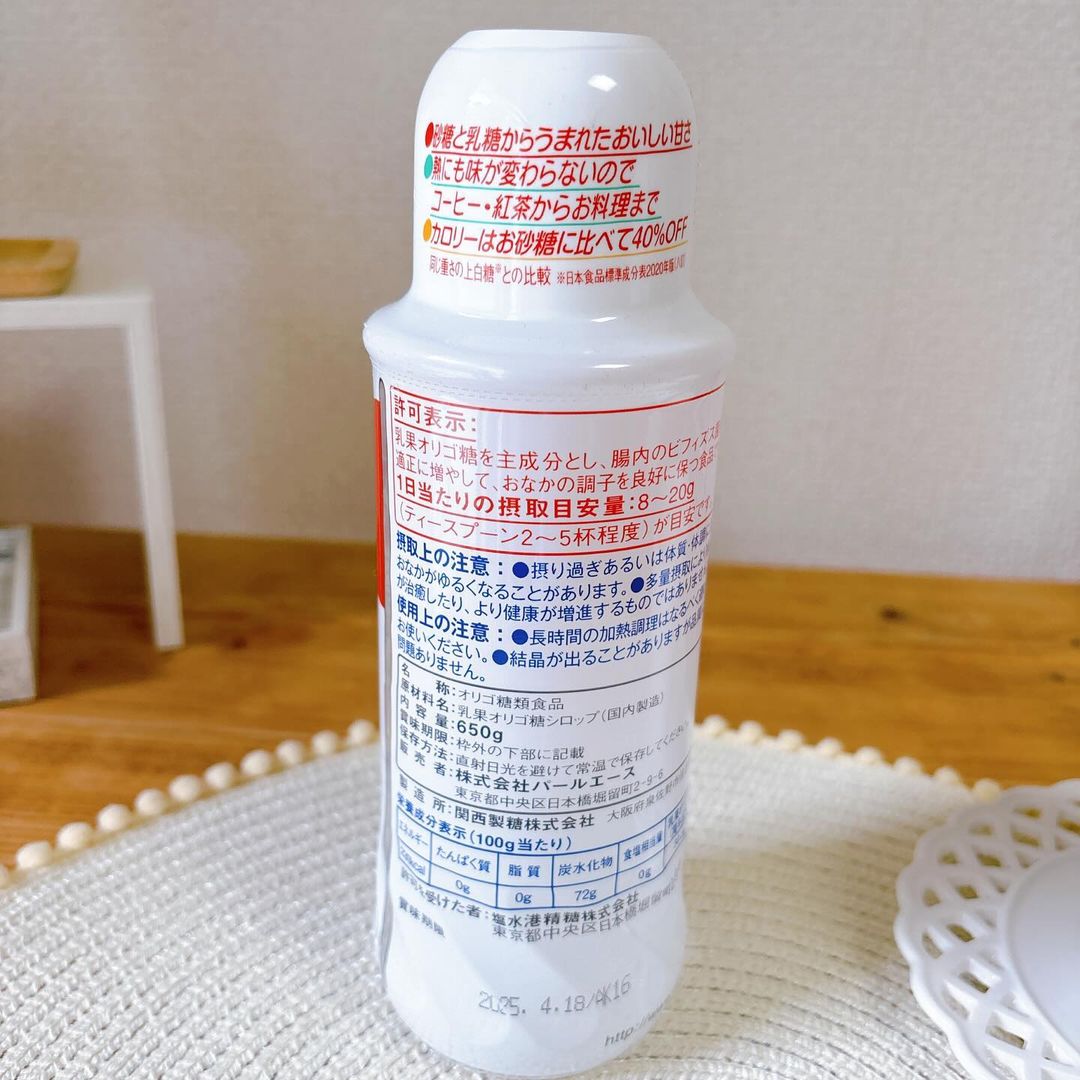 ●砂糖と乳糖からうまれたおいしい甘さ
●熱にも味が変わらないので
コーヒー・紅茶からお料理まで
●カロリーはお砂糖に比べて40%OFF
同じ重さの上白糖※との比較 ※日本食品標準成分表2020年版(八訂)
許可表示:
乳果オリゴ糖を主成分とし、腸内のビフィズス
適正に増やして、おなかの調子を良好に保つ食品
1日当たりの摂取目安量:8~20g
(ティースプーン2~5杯程度)が目安です
摂取上の注意:●摂り過ぎあるいは体質・体調
おなかがゆるくなることがあります。●多量摂取により
が治癒したり、より健康が増進するものではありませ
使用上の注意:●長時間の加熱調理はなるべく
お使いください。●結晶が出ることがありますが品質
問題ありません。
名称:オリゴ糖類食品
原材料名:乳果オリゴ糖シロップ(国内製造)
内容量:650g
賞味期限:枠外の下部に記載
保存方法:直射日光を避けて常温で保存してください
販売者:株式会社パールエース
東京都中央区日本橋堀留町2-9-6
製造所:関西製糖株式会社 大阪府泉佐野市
栄養成分表示(100g当たり)
エネルギー たんぱく質 脂質 炭水化物 食塩相当量
kcal 0g 0g 72g 0g
許可を受けた者:塩水港精糖株式会社
東京都中央区日本橋堀留町
賞味期限
2025. 4.18/AK16
http://